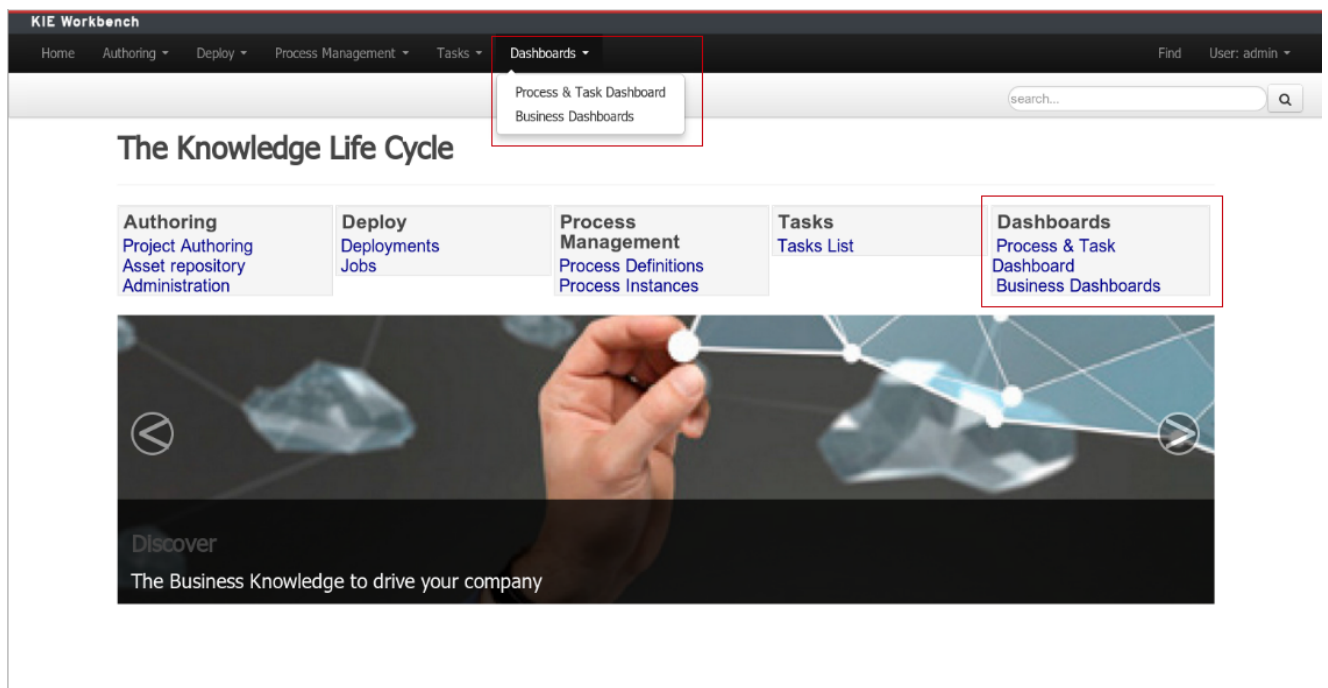 KIE Workbench
Home Authoring Deploy Process Management Tasks Dashboards Find User: admin
Process & Task Dashboard
Business Dashboards
search...
The Knowledge Life Cycle
Authoring
Project Authoring
Asset repository
Administration
Deploy
Deployments
Jobs
Process
Management
Process Definitions
Process Instances
Tasks
Tasks List
Dashboards
Process & Task
Dashboard
Business Dashboards
Discover
The Business Knowledge to drive your company